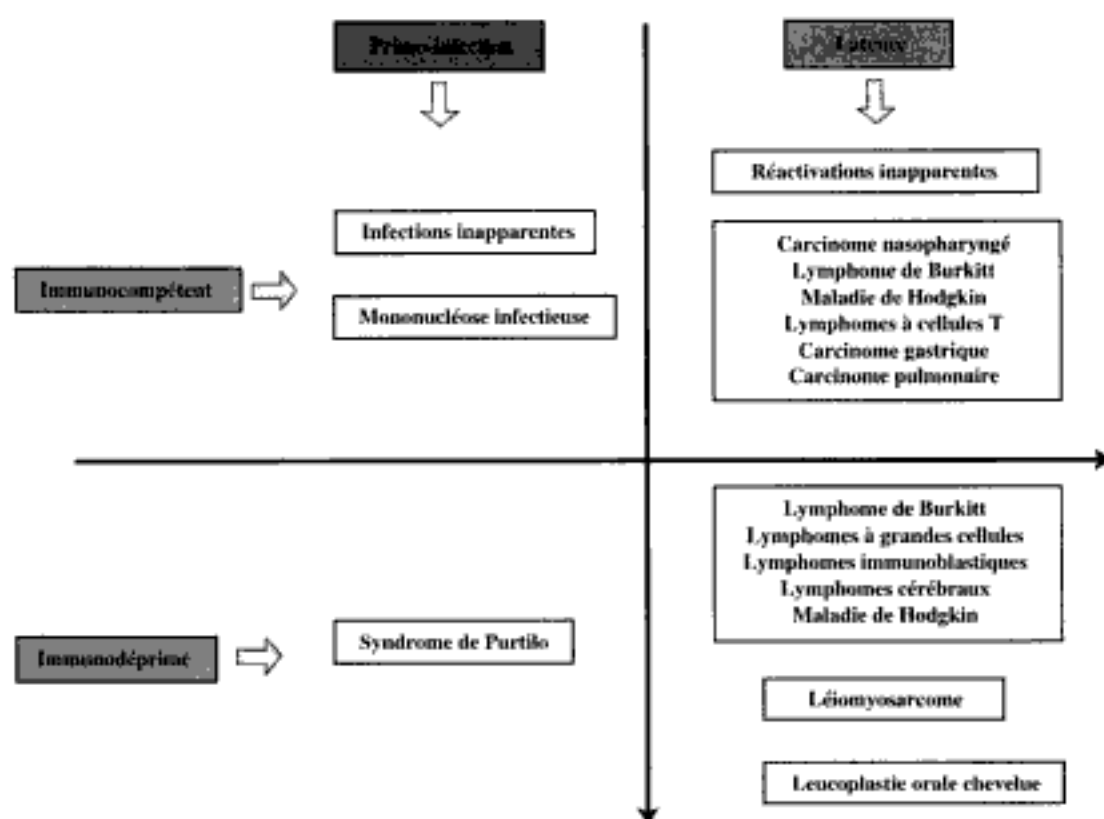 Primo-infection
Latence
Réactivations inapparentes
Infections inapparentes
Carcinome nasopharyngé
Lymphome de Burkitt
Maladie de Hodgkin
Lymphomes à cellules T
Carcinome gastrique
Carcinome pulmonaire
Immunocompétent
Mononucléose infectieuse
Lymphome de Burkitt
Lymphomes à grandes cellules
Lymphomes immunoblastiques
Lymphomes cérébraux
Maladie de Hodgkin
Immunodéprimé
Syndrome de Purtilo
Léiomyosarcome
Leucoplastie orale chevelue